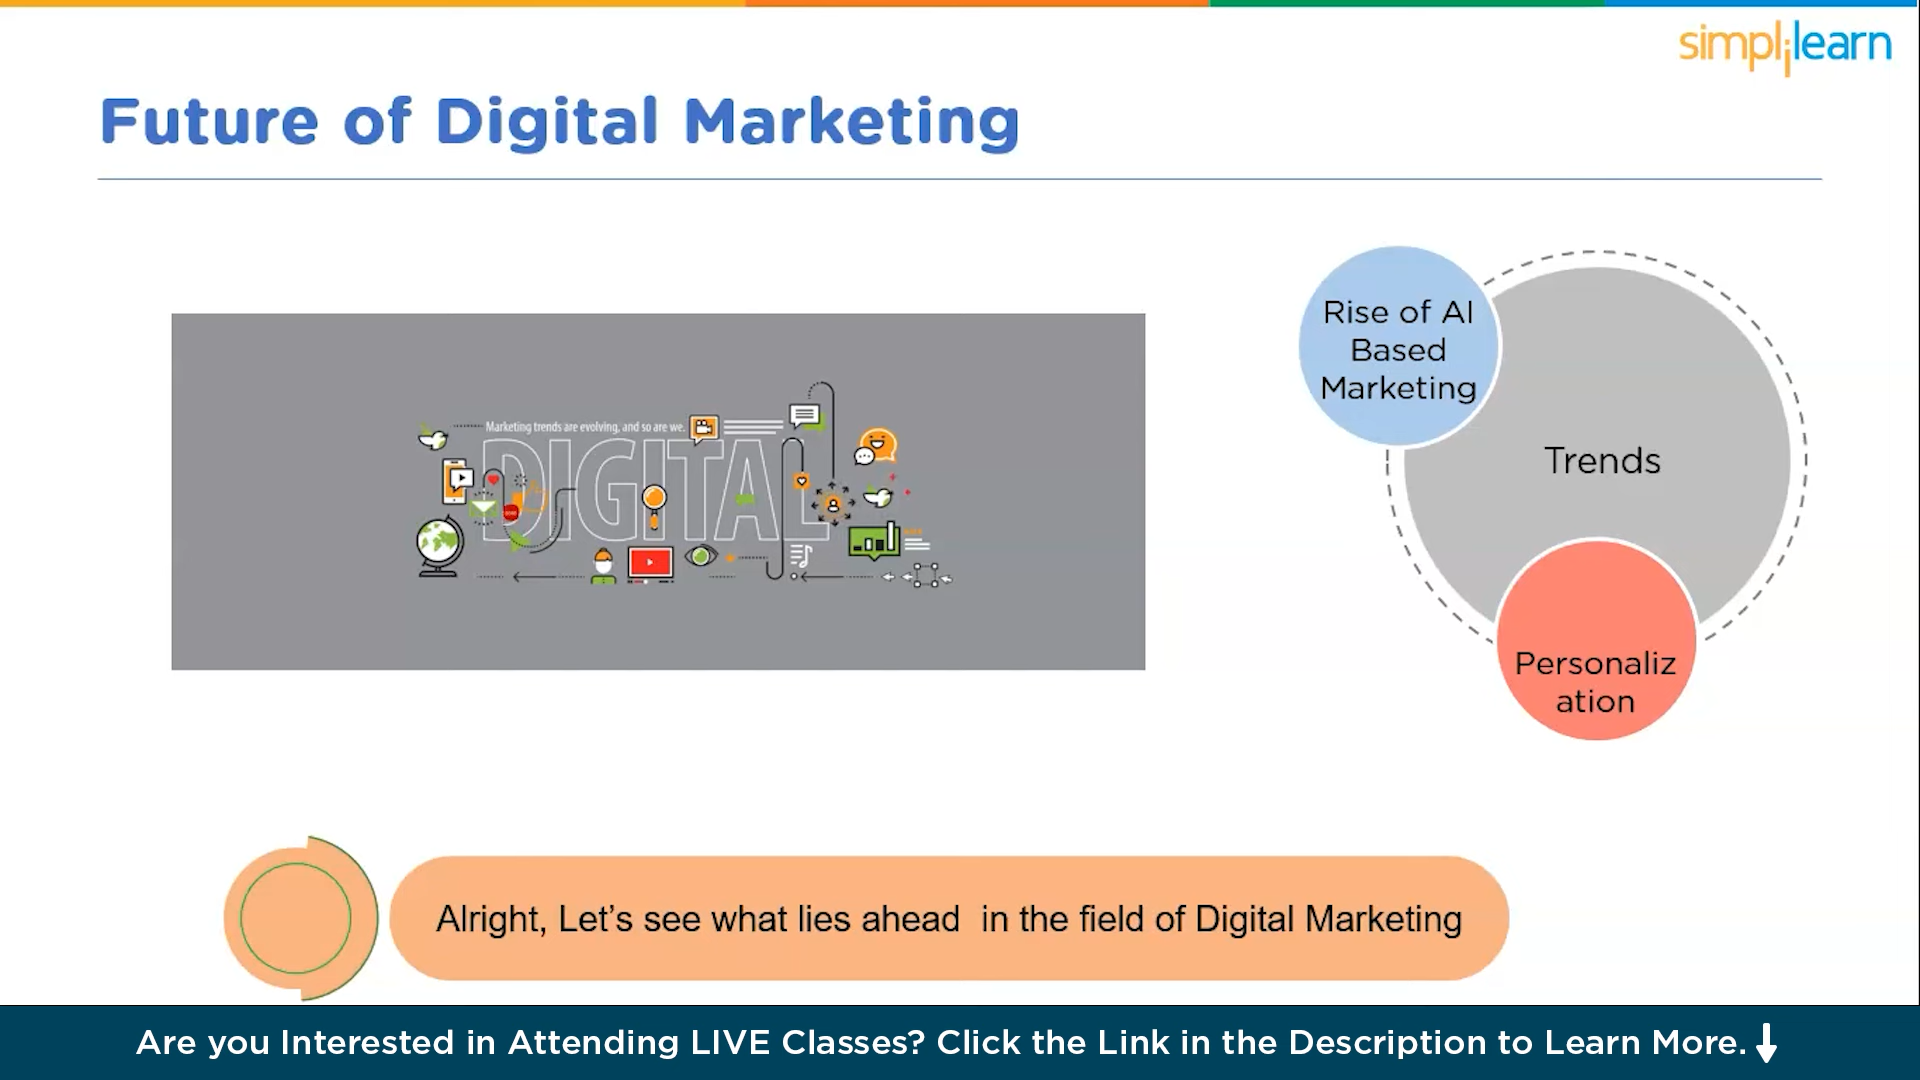 simplilearn
Future of Digital Marketing
Marketing trends are evolving, and so are we.
DIGITAL
Rise of AI
Based
Marketing
Trends
Personaliz
ation
Alright, Let's see what lies ahead  in the field of Digital Marketing
Are you Interested in Attending LIVE Classes? Click the Link in the Description to Learn More.